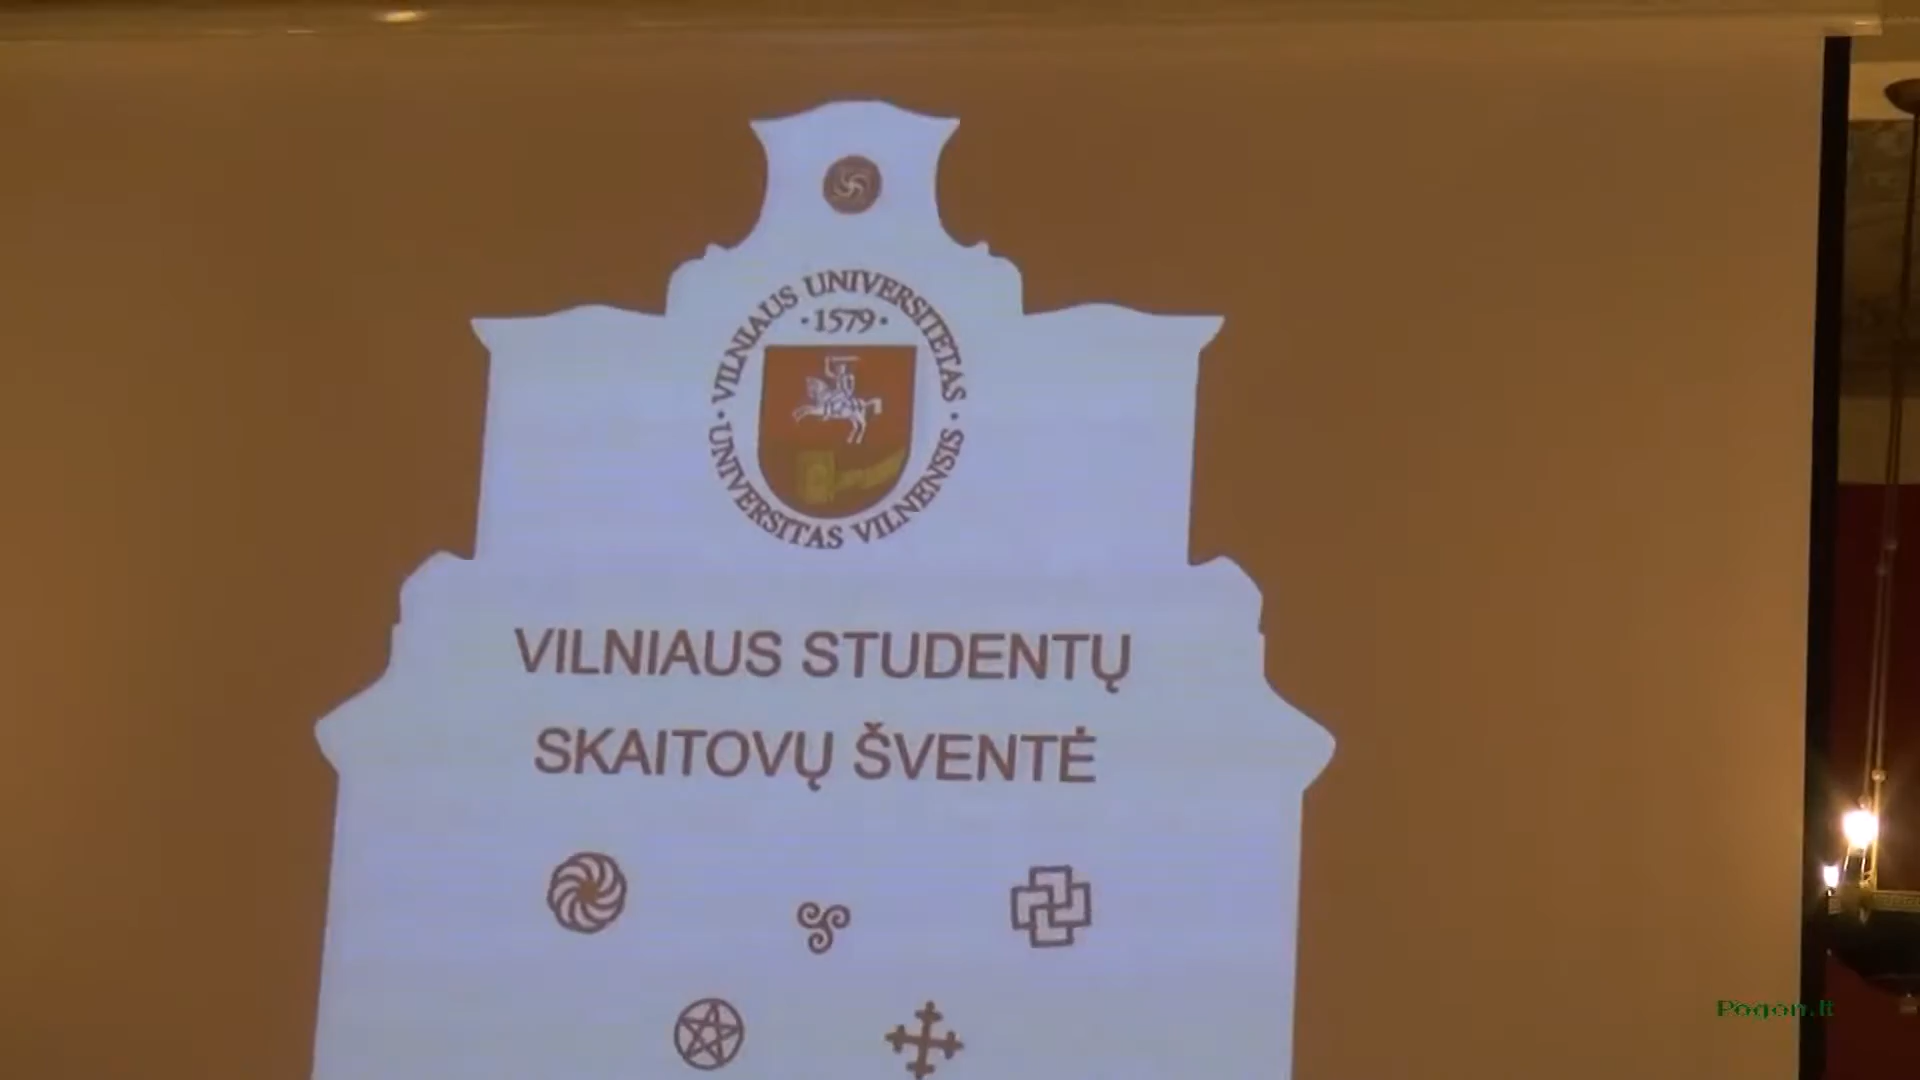 VILNIAUS UNIVERSITETAS
·1579·
UNIVERSITAS VILNENSIS
VILNIAUS STUDENTŲ
SKAITOVŲ ŠVENTĖ
Pogon.lt